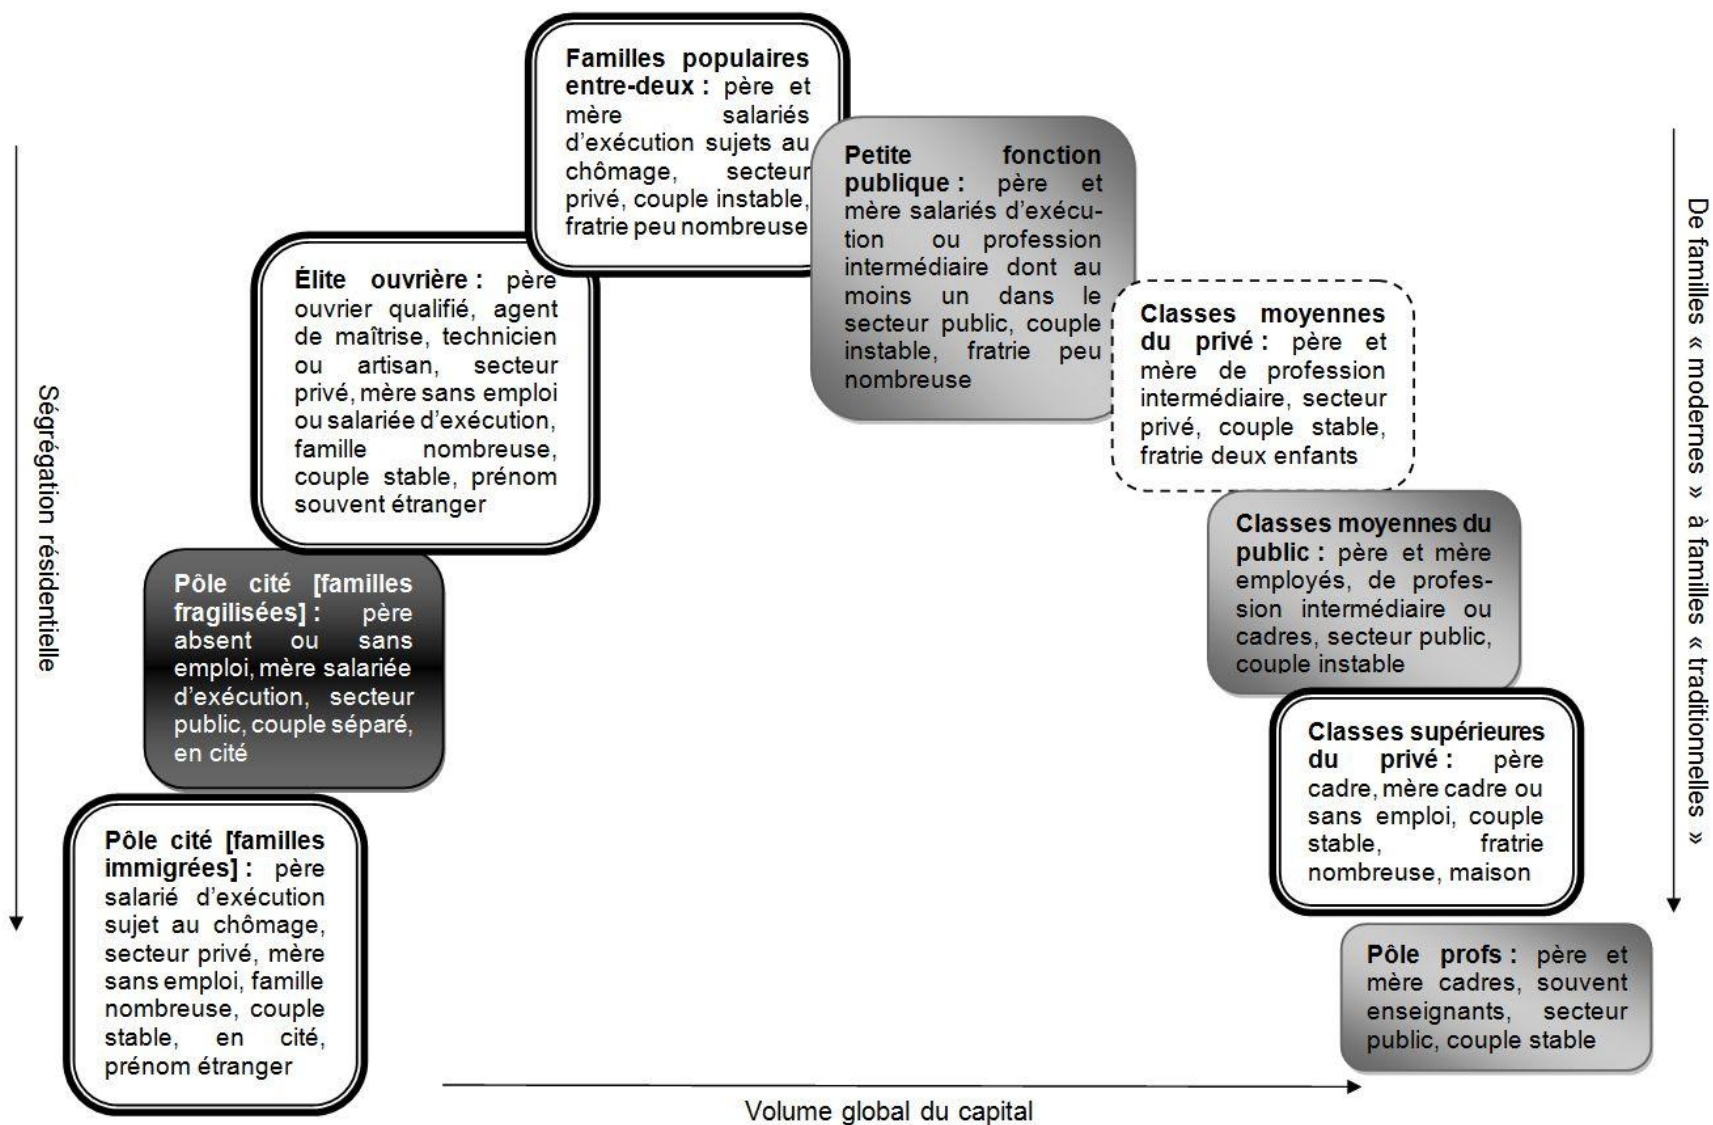 Familles populaires
entre-deux : père et
mère salariés
d'exécution sujets au
chômage, secteur
privé, couple instable,
fratrie peu nombreuse
Petite fonction
publique : père et
mère salariés d’exécu-
tion ou profession
intermédiaire dont au
moins un dans le
secteur public, couple
instable, fratrie peu
nombreuse
Élite ouvrière : père
ouvrier qualifié, agent
de maîtrise, technicien
ou artisan, secteur
privé, mère sans emploi
ou salariée d’exécution,
famille nombreuse,
couple stable, prénom
souvent étranger
Classes moyennes
du privé : père et
mère de profession
intermédiaire, secteur
privé, couple stable,
fratrie deux enfants
Ségrégation résidentielle
De familles « modernes » à familles « traditionnelles »
Classes moyennes du
public : père et mère
employés, de profes-
sion intermédiaire ou
cadres, secteur public,
couple instable
Pôle cité [familles
fragilisées] : père
absent ou sans
emploi, mère salariée
d’exécution, secteur
public, couple séparé,
en cité
Classes supérieures
du privé : père
cadre, mère cadre ou
sans emploi, couple
stable, fratrie
nombreuse, maison
Pôle cité [familles
immigrées] : père
salarié d’exécution
sujet au chômage,
secteur privé, mère
sans emploi, famille
nombreuse, couple
stable, en cité,
prénom étranger
Pôle profs : père et
mère cadres, souvent
enseignants, secteur
public, couple stable
Volume global du capital